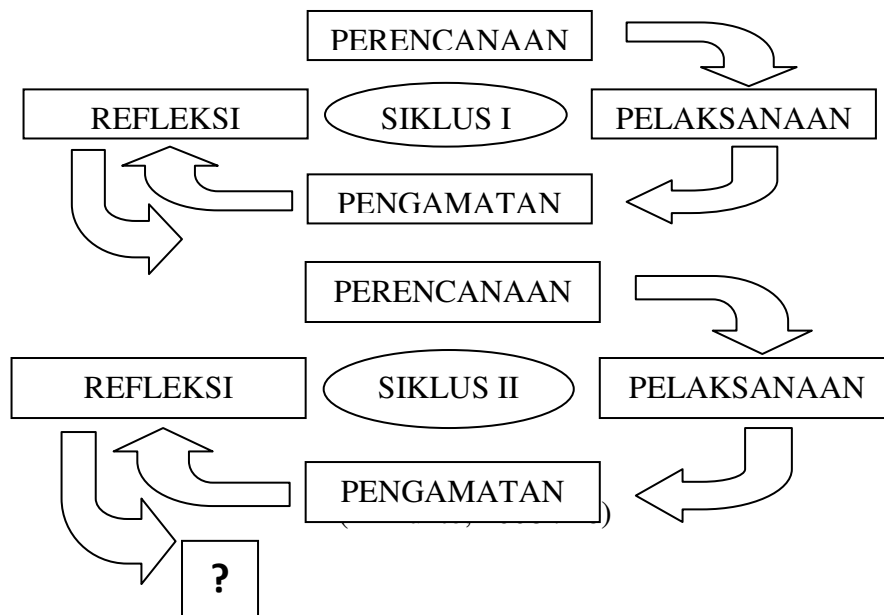 PERENCANAAN
REFLEKSI
SIKLUS I
PELAKSANAAN
PENGAMATAN
PERENCANAAN
REFLEKSI
SIKLUS II
PELAKSANAAN
PENGAMATAN
?